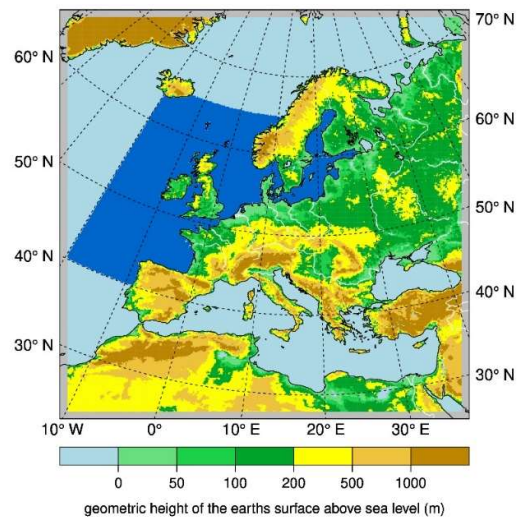 70° N
60° N
60° N
50° N
50° N
40° N
40° N
30° N
30° N
10° W 0° 10° E 20° E 30° E
0 50 100 200 500 1000
geometric height of the earths surface above sea level (m)